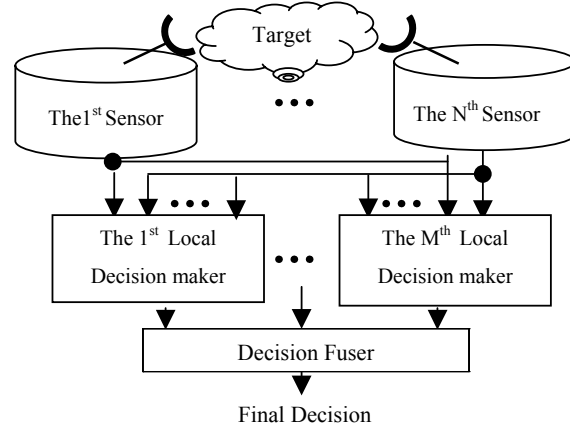 Target
The1st Sensor
The Nth Sensor
The 1st Local
Decision maker
The Mth Local
Decision maker
Decision Fuser
Final Decision